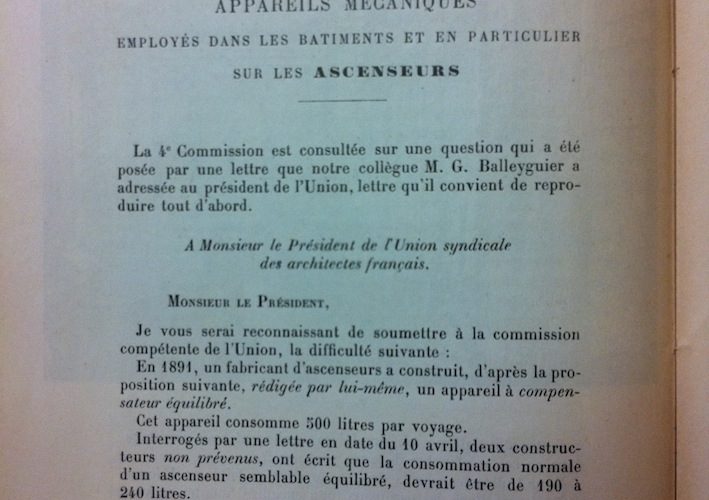 APPAREILS MÉCANIQUES
EMPLOYÉS DANS LES BATIMENTS ET EN PARTICULIER
SUR LES ASCENSEURS
La 4e Commission est consultée sur une question qui a été
posée par une lettre que notre collègue M. G. Balleyguier a
adressée au président de l'Union, lettre qu'il convient de repro-
duire tout d'abord.
A Monsieur le Président de l'Union syndicale
des architectes français.
MONSIEUR LE PRÉSIDENT,
Je vous serai reconnaissant de soumettre à la commission
compétente de l'Union, la difficulté suivante :
En 1891, un fabricant d'ascenseurs a construit, d'après la pro-
position suivante, rédigée par lui-même, un appareil à compen-
sateur équilibré.
Cet appareil consomme 500 litres par voyage.
Interrogés par une lettre en date du 10 avril, deux construc-
teurs non prévenus, ont écrit que la consommation normale
d'un ascenseur semblable équilibré, devrait être de 190 à
240 litres.